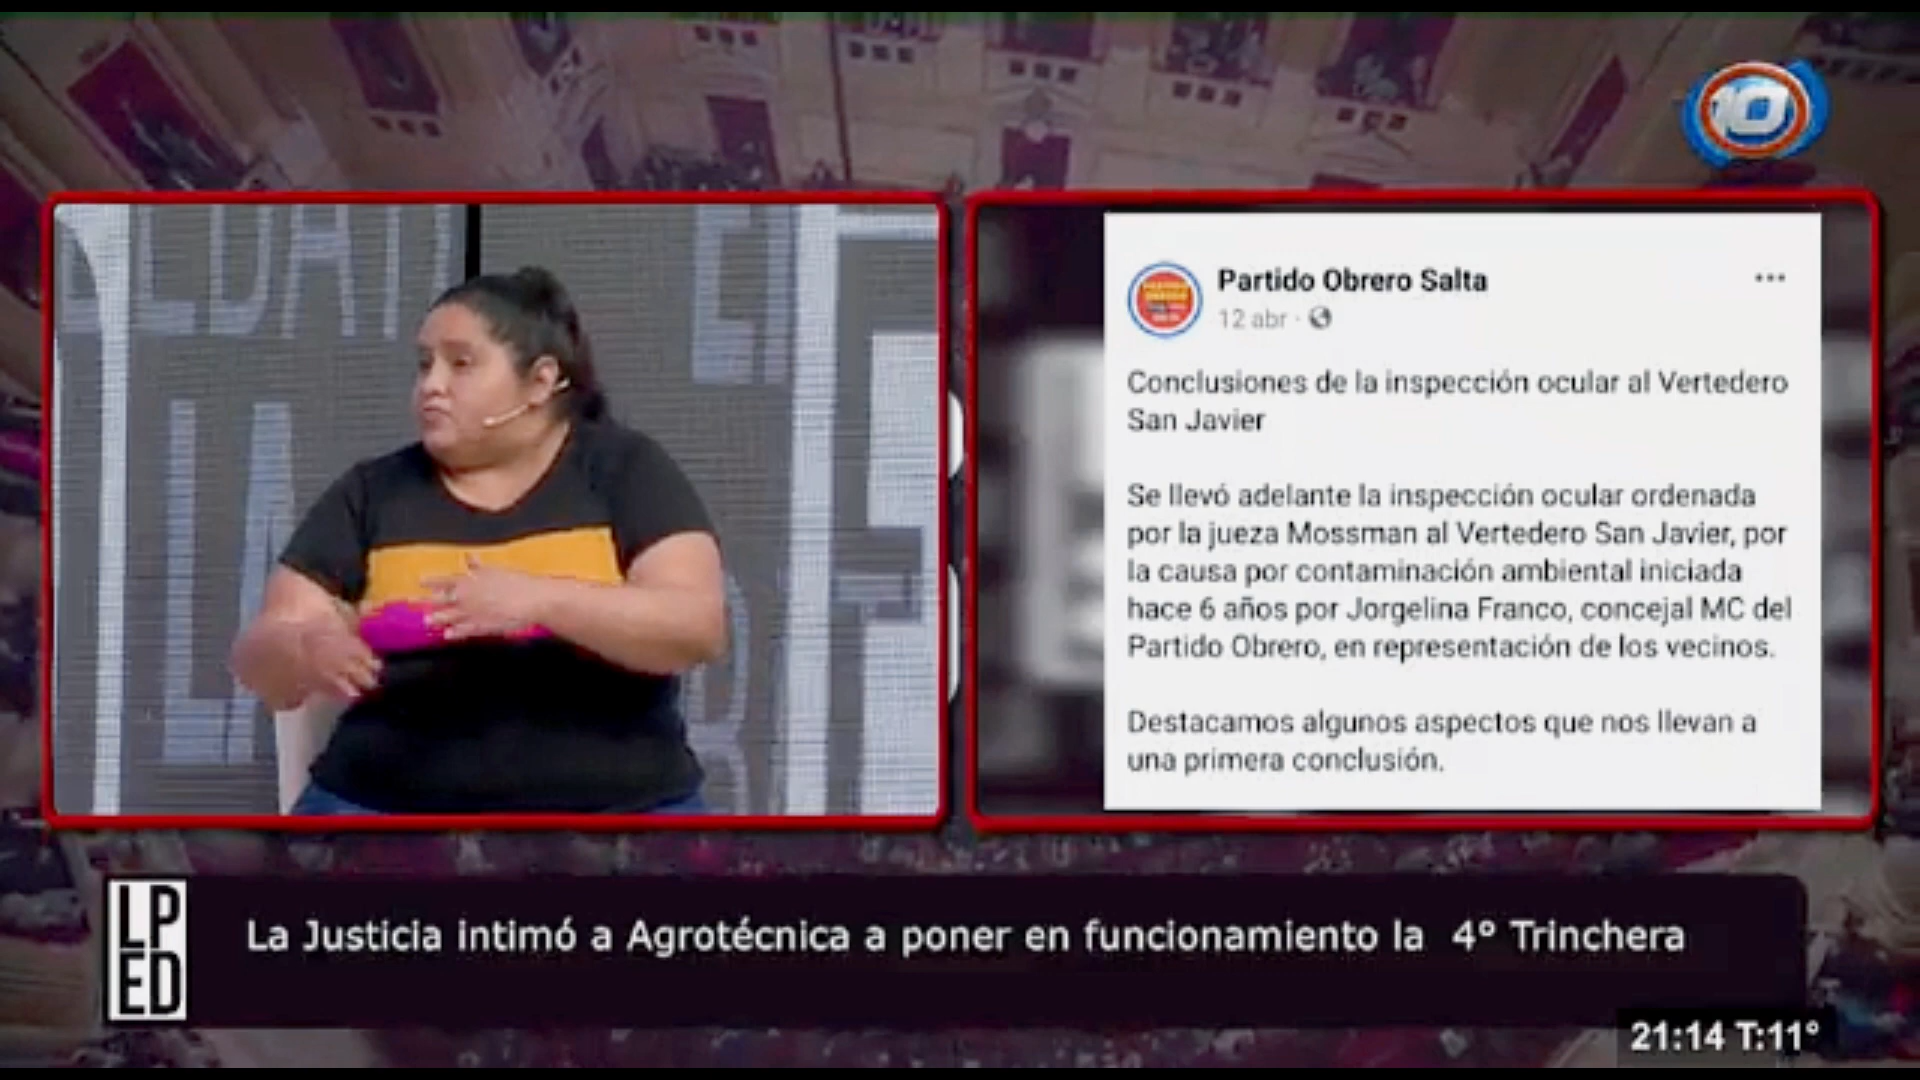 10
Partido Obrero Salta
12 abr ·
Conclusiones de la inspección ocular al Vertedero
San Javier
Se llevó adelante la inspección ocular ordenada
por la jueza Mossman al Vertedero San Javier, por
la causa por contaminación ambiental iniciada
hace 6 años por Jorgelina Franco, concejal MC del
Partido Obrero, en representación de los vecinos.
Destacamos algunos aspectos que nos llevan a
una primera conclusión.
LP
ED
La Justicia intimó a Agrotécnica a poner en funcionamiento la 4° Trinchera
21:14 T:11°